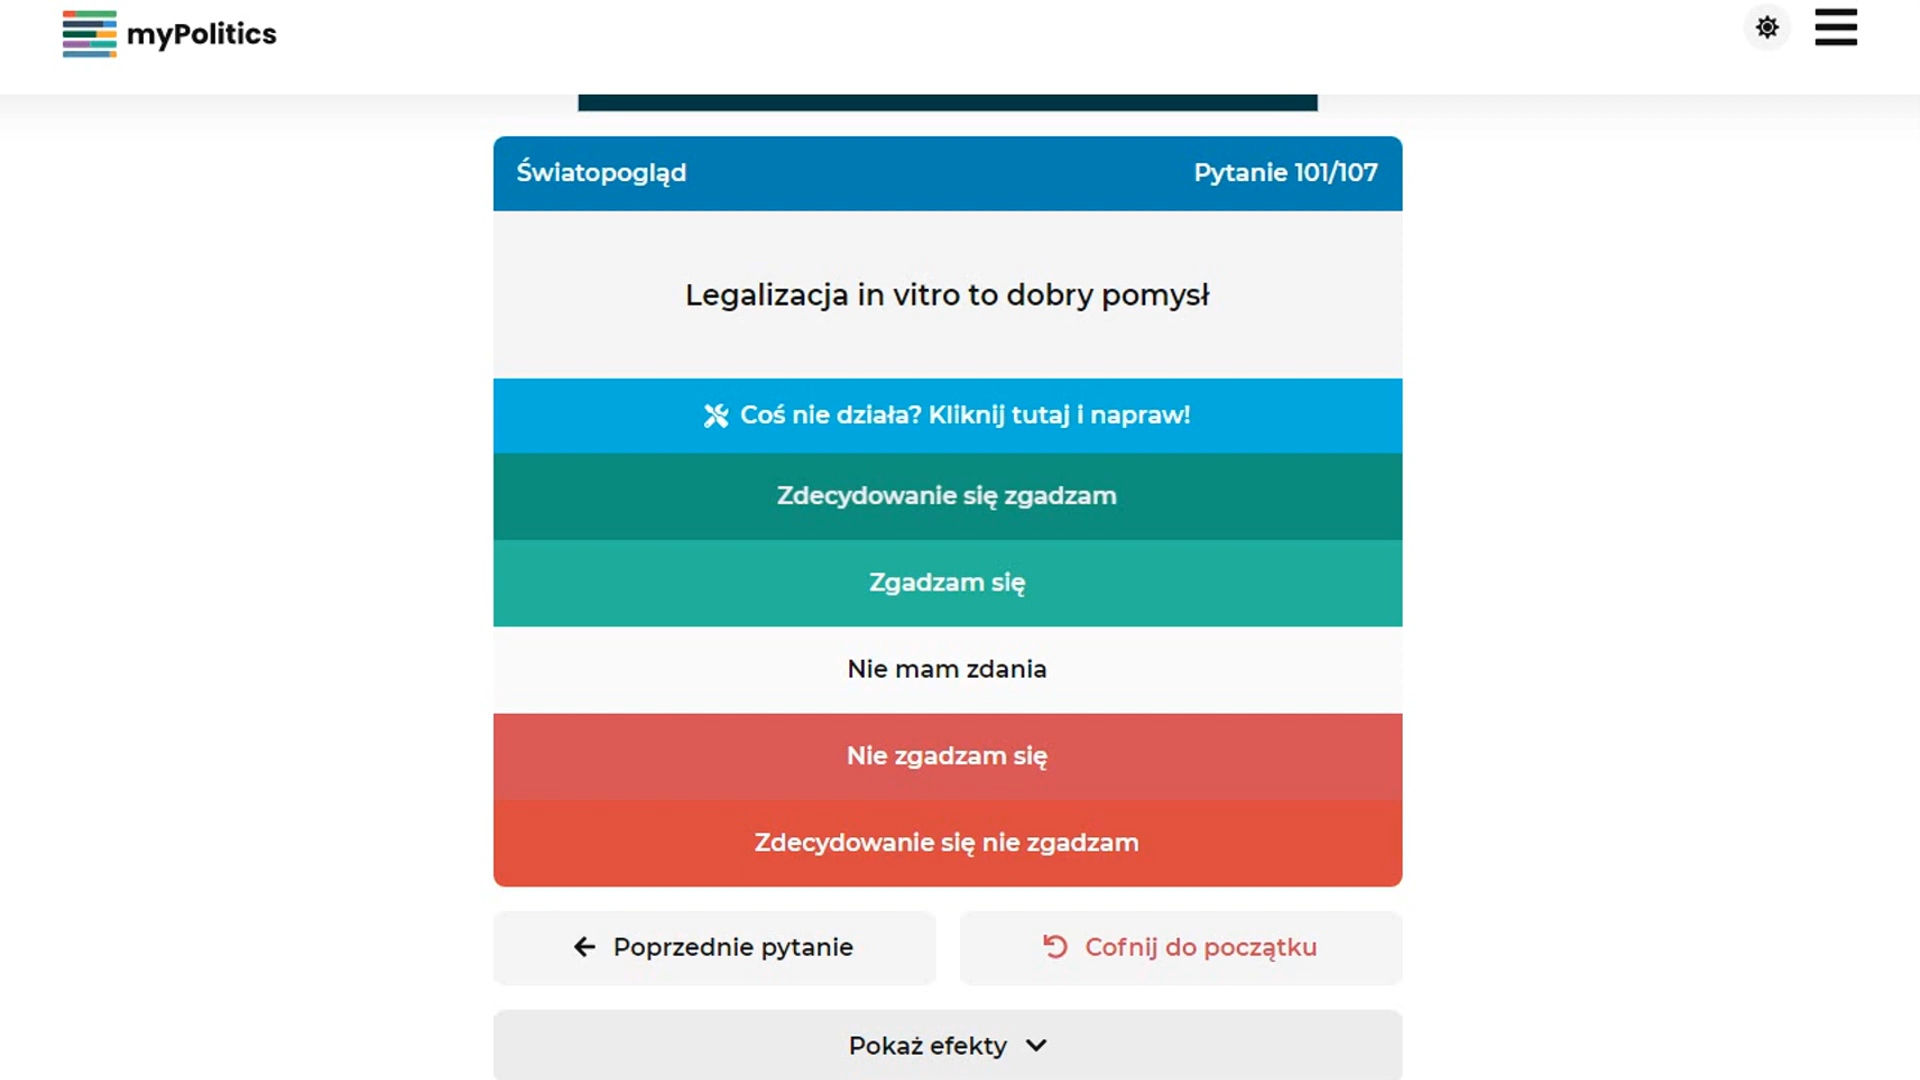 myPolitics
Światopogląd
Pytanie 101/107
Legalizacja in vitro to dobry pomysł
Coś nie działa? Kliknij tutaj i napraw!
Zdecydowanie się zgadzam
Zgadzam się
Nie mam zdania
Nie zgadzam się
Zdecydowanie się nie zgadzam
Poprzednie pytanie
Cofnij do początku
Pokaż efekty